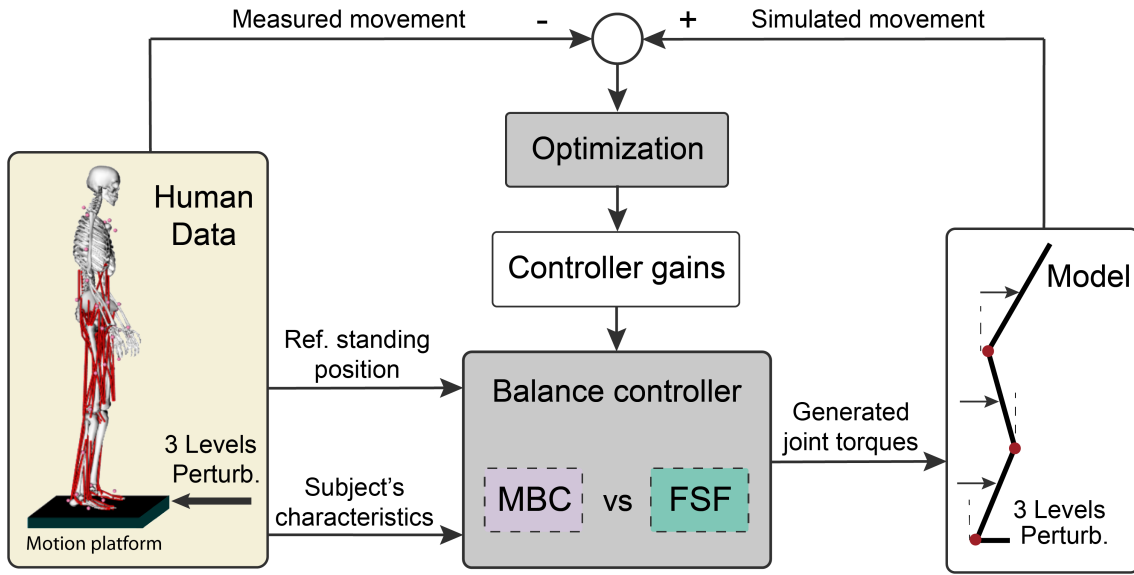 Measured movement
-
+
Simulated movement
Optimization
Human
Data
Controller gains
Model
Ref. standing
position
Balance controller
Generated
joint torques
3 Levels
Perturb.
Subject's
characteristics
MBC vs FSF
3 Levels
Perturb.
Motion platform